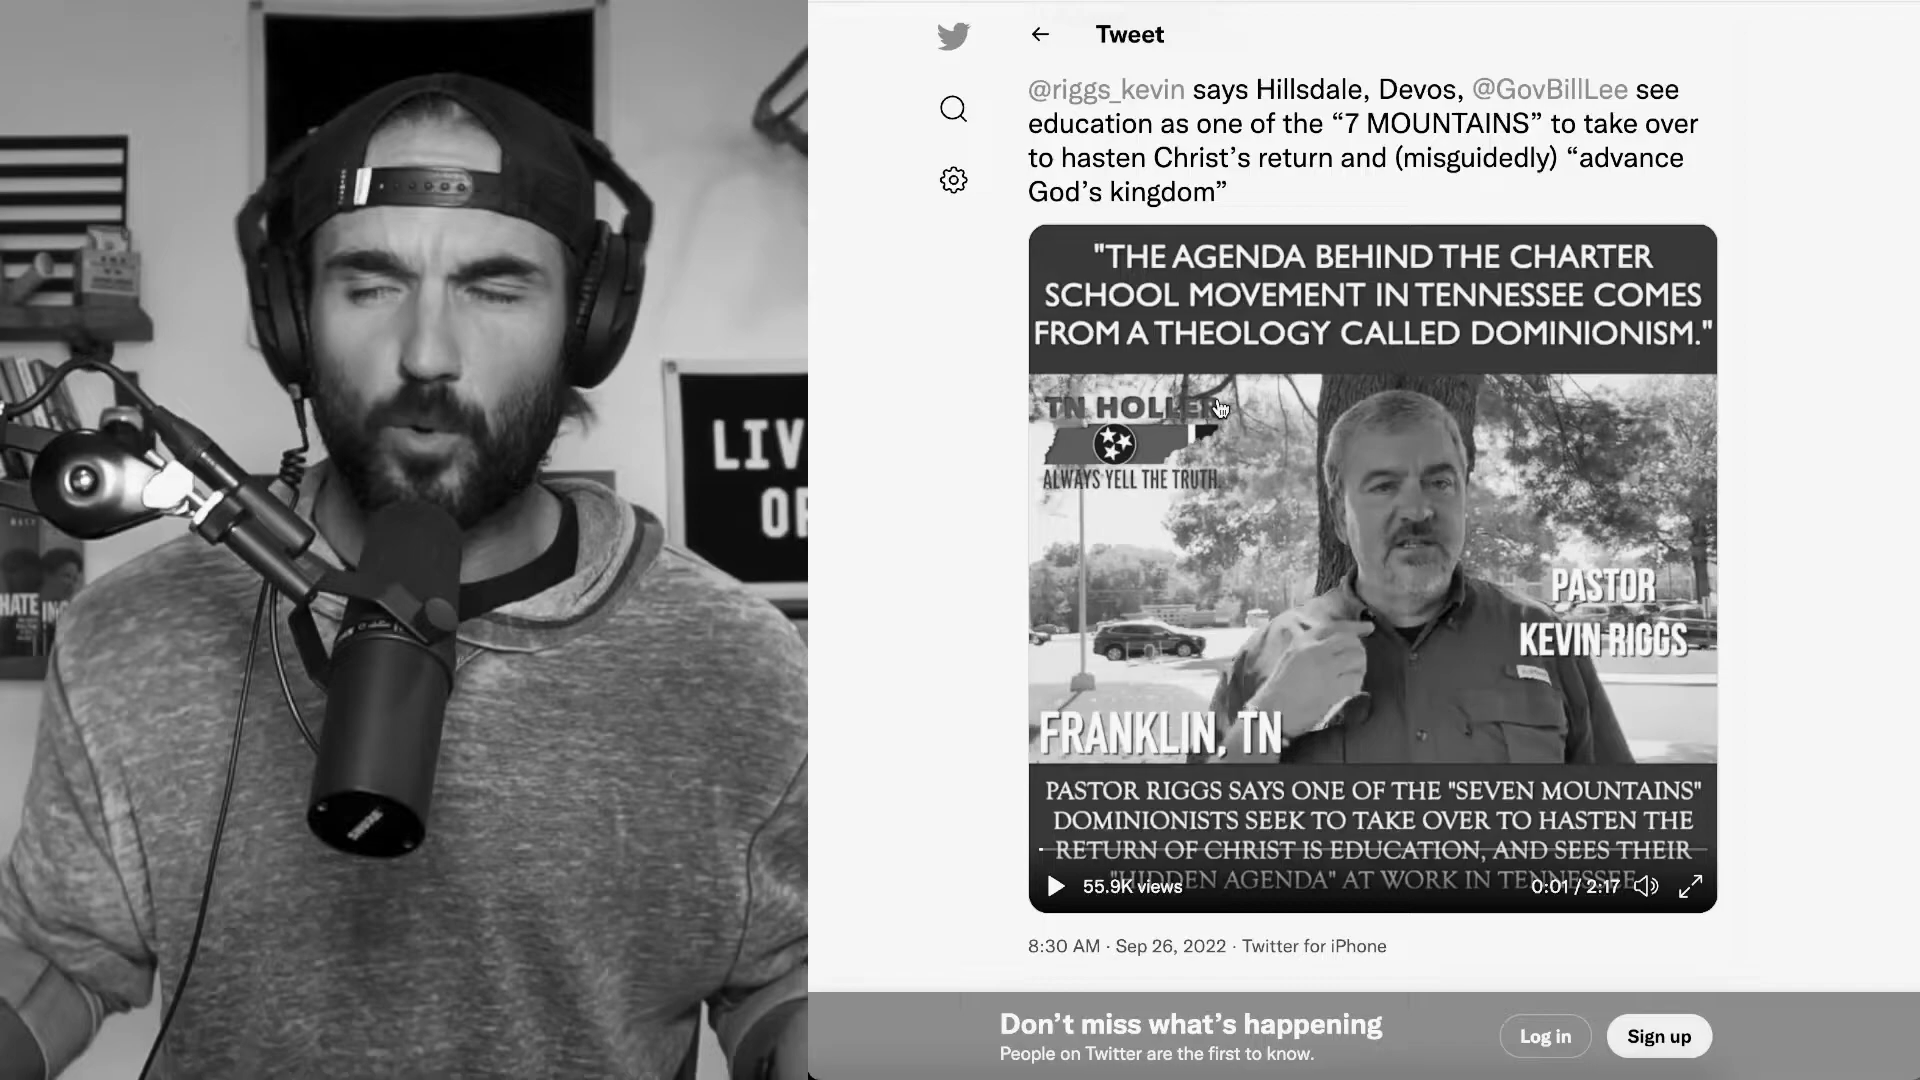 Tweet
@riggs_kevin says Hillsdale, Devos, @GovBillLee see
education as one of the “7 MOUNTAINS” to take over
to hasten Christ’s return and (misguidedly) “advance
God’s kingdom”
"THE AGENDA BEHIND THE CHARTER
SCHOOL MOVEMENT IN TENNESSEE COMES
FROM A THEOLOGY CALLED DOMINIONISM."
TN HOLLER
ALWAYS YELL THE TRUTH.
PASTOR
KEVIN RIGGS
FRANKLIN, TN
PASTOR RIGGS SAYS ONE OF THE "SEVEN MOUNTAINS"
DOMINIONISTS SEEK TO TAKE OVER TO HASTEN THE
RETURN OF CHRIST IS EDUCATION, AND SEES THEIR
"HIDDEN AGENDA" AT WORK IN TENNESSEE
55.9K views
0:01 / 2:17
8:30 AM · Sep 26, 2022 · Twitter for iPhone
Don’t miss what’s happening
People on Twitter are the first to know.
Log in
Sign up
LIV
OF
HATE
SHURE